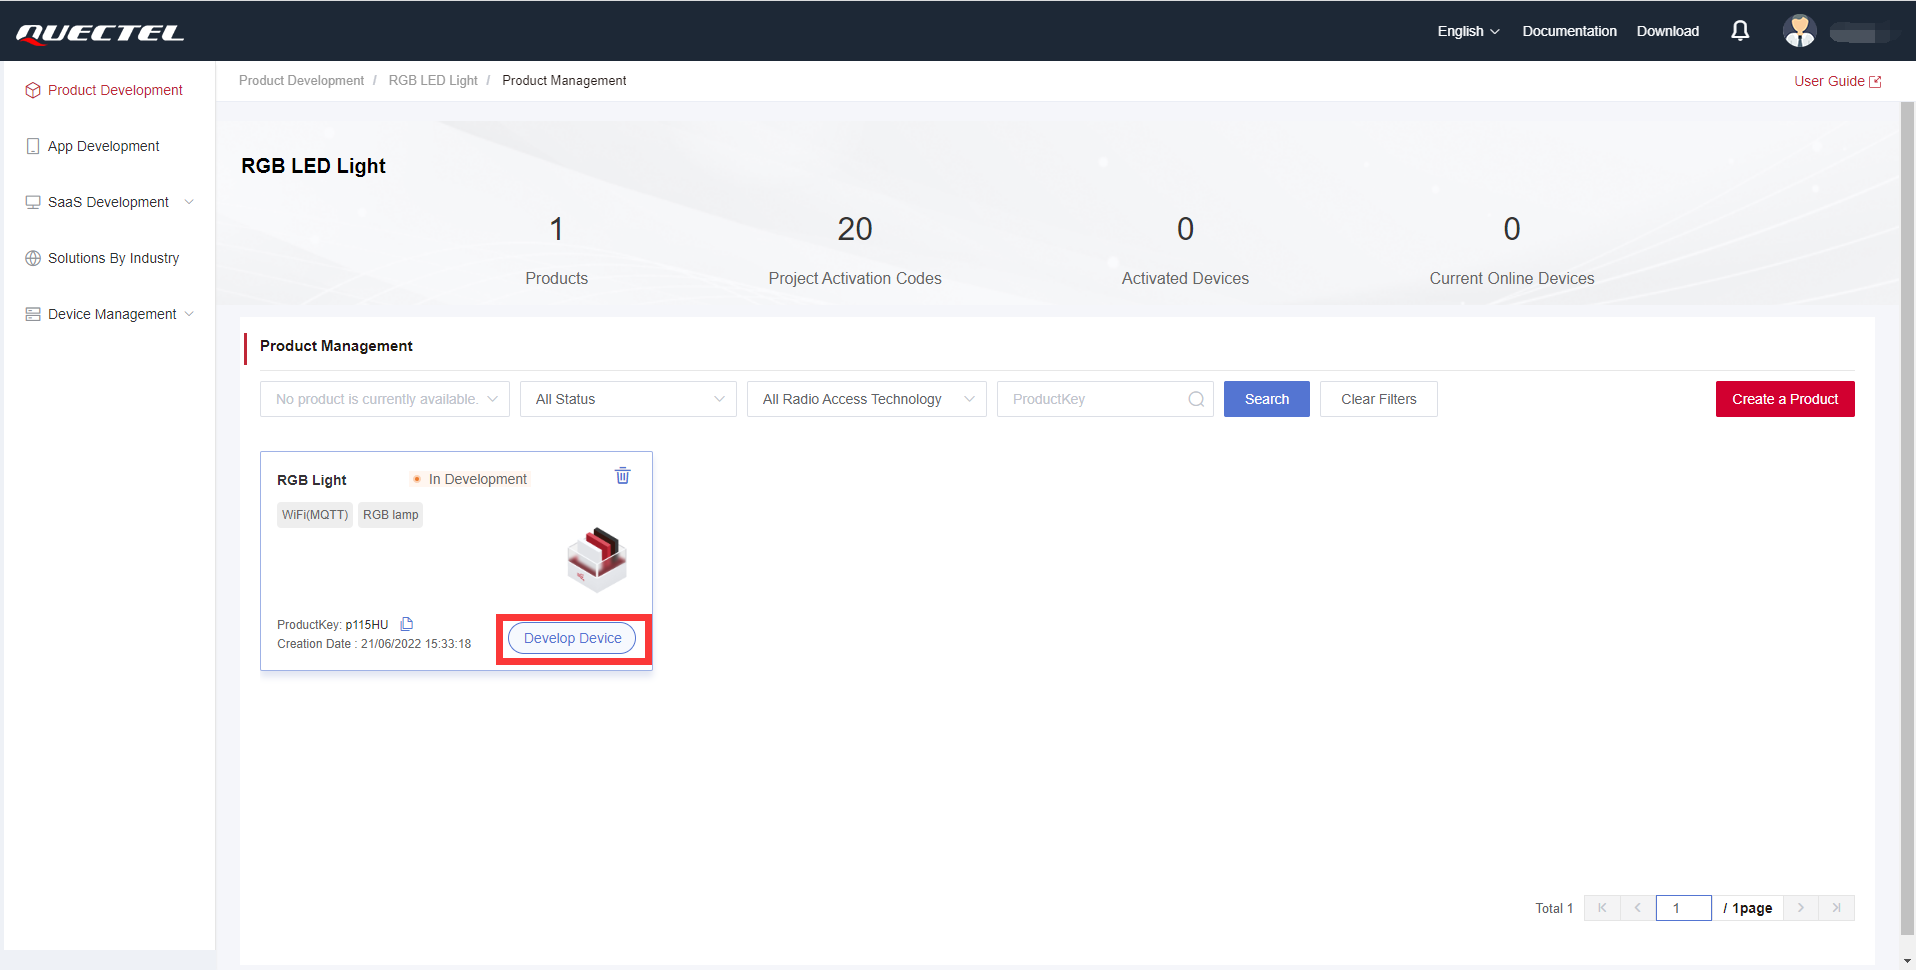 QUECTEL
English
Documentation
Download
Product Development
App Development
SaaS Development
Solutions By Industry
Device Management
Product Development / RGB LED Light / Product Management
User Guide
RGB LED Light
1
Products
20
Project Activation Codes
0
Activated Devices
0
Current Online Devices
Product Management
No product is currently available.
All Status
All Radio Access Technology
ProductKey
Search
Clear Filters
Create a Product
RGB Light
In Development
WiFi(MQTT)
RGB lamp
ProductKey: p115HU
Creation Date : 21/06/2022 15:33:18
Develop Device
Total 1
1
/ 1page